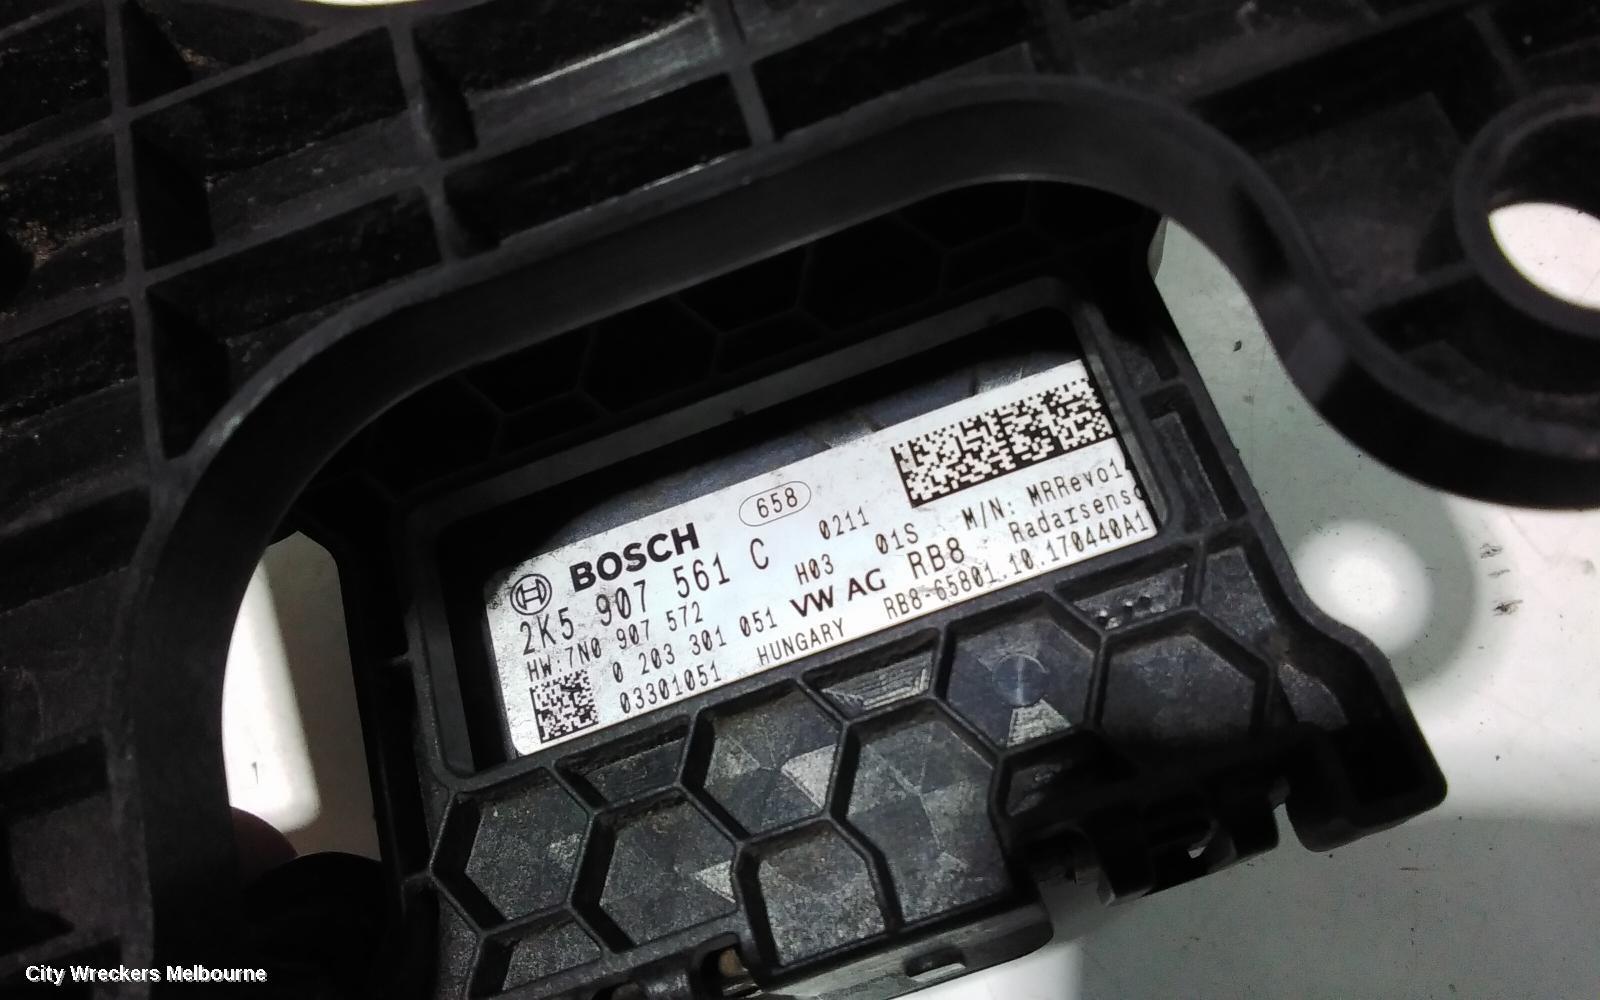 658
BOSCH
2K5 907 561 C 0211
HW 7N0 907 572 H03 01S M/N: MRRevo1
0 203 301 051 VW AG RB8 Radarsenso
03301051 HUNGARY RB8-65801.10.170440A1
City Wreckers Melbourne